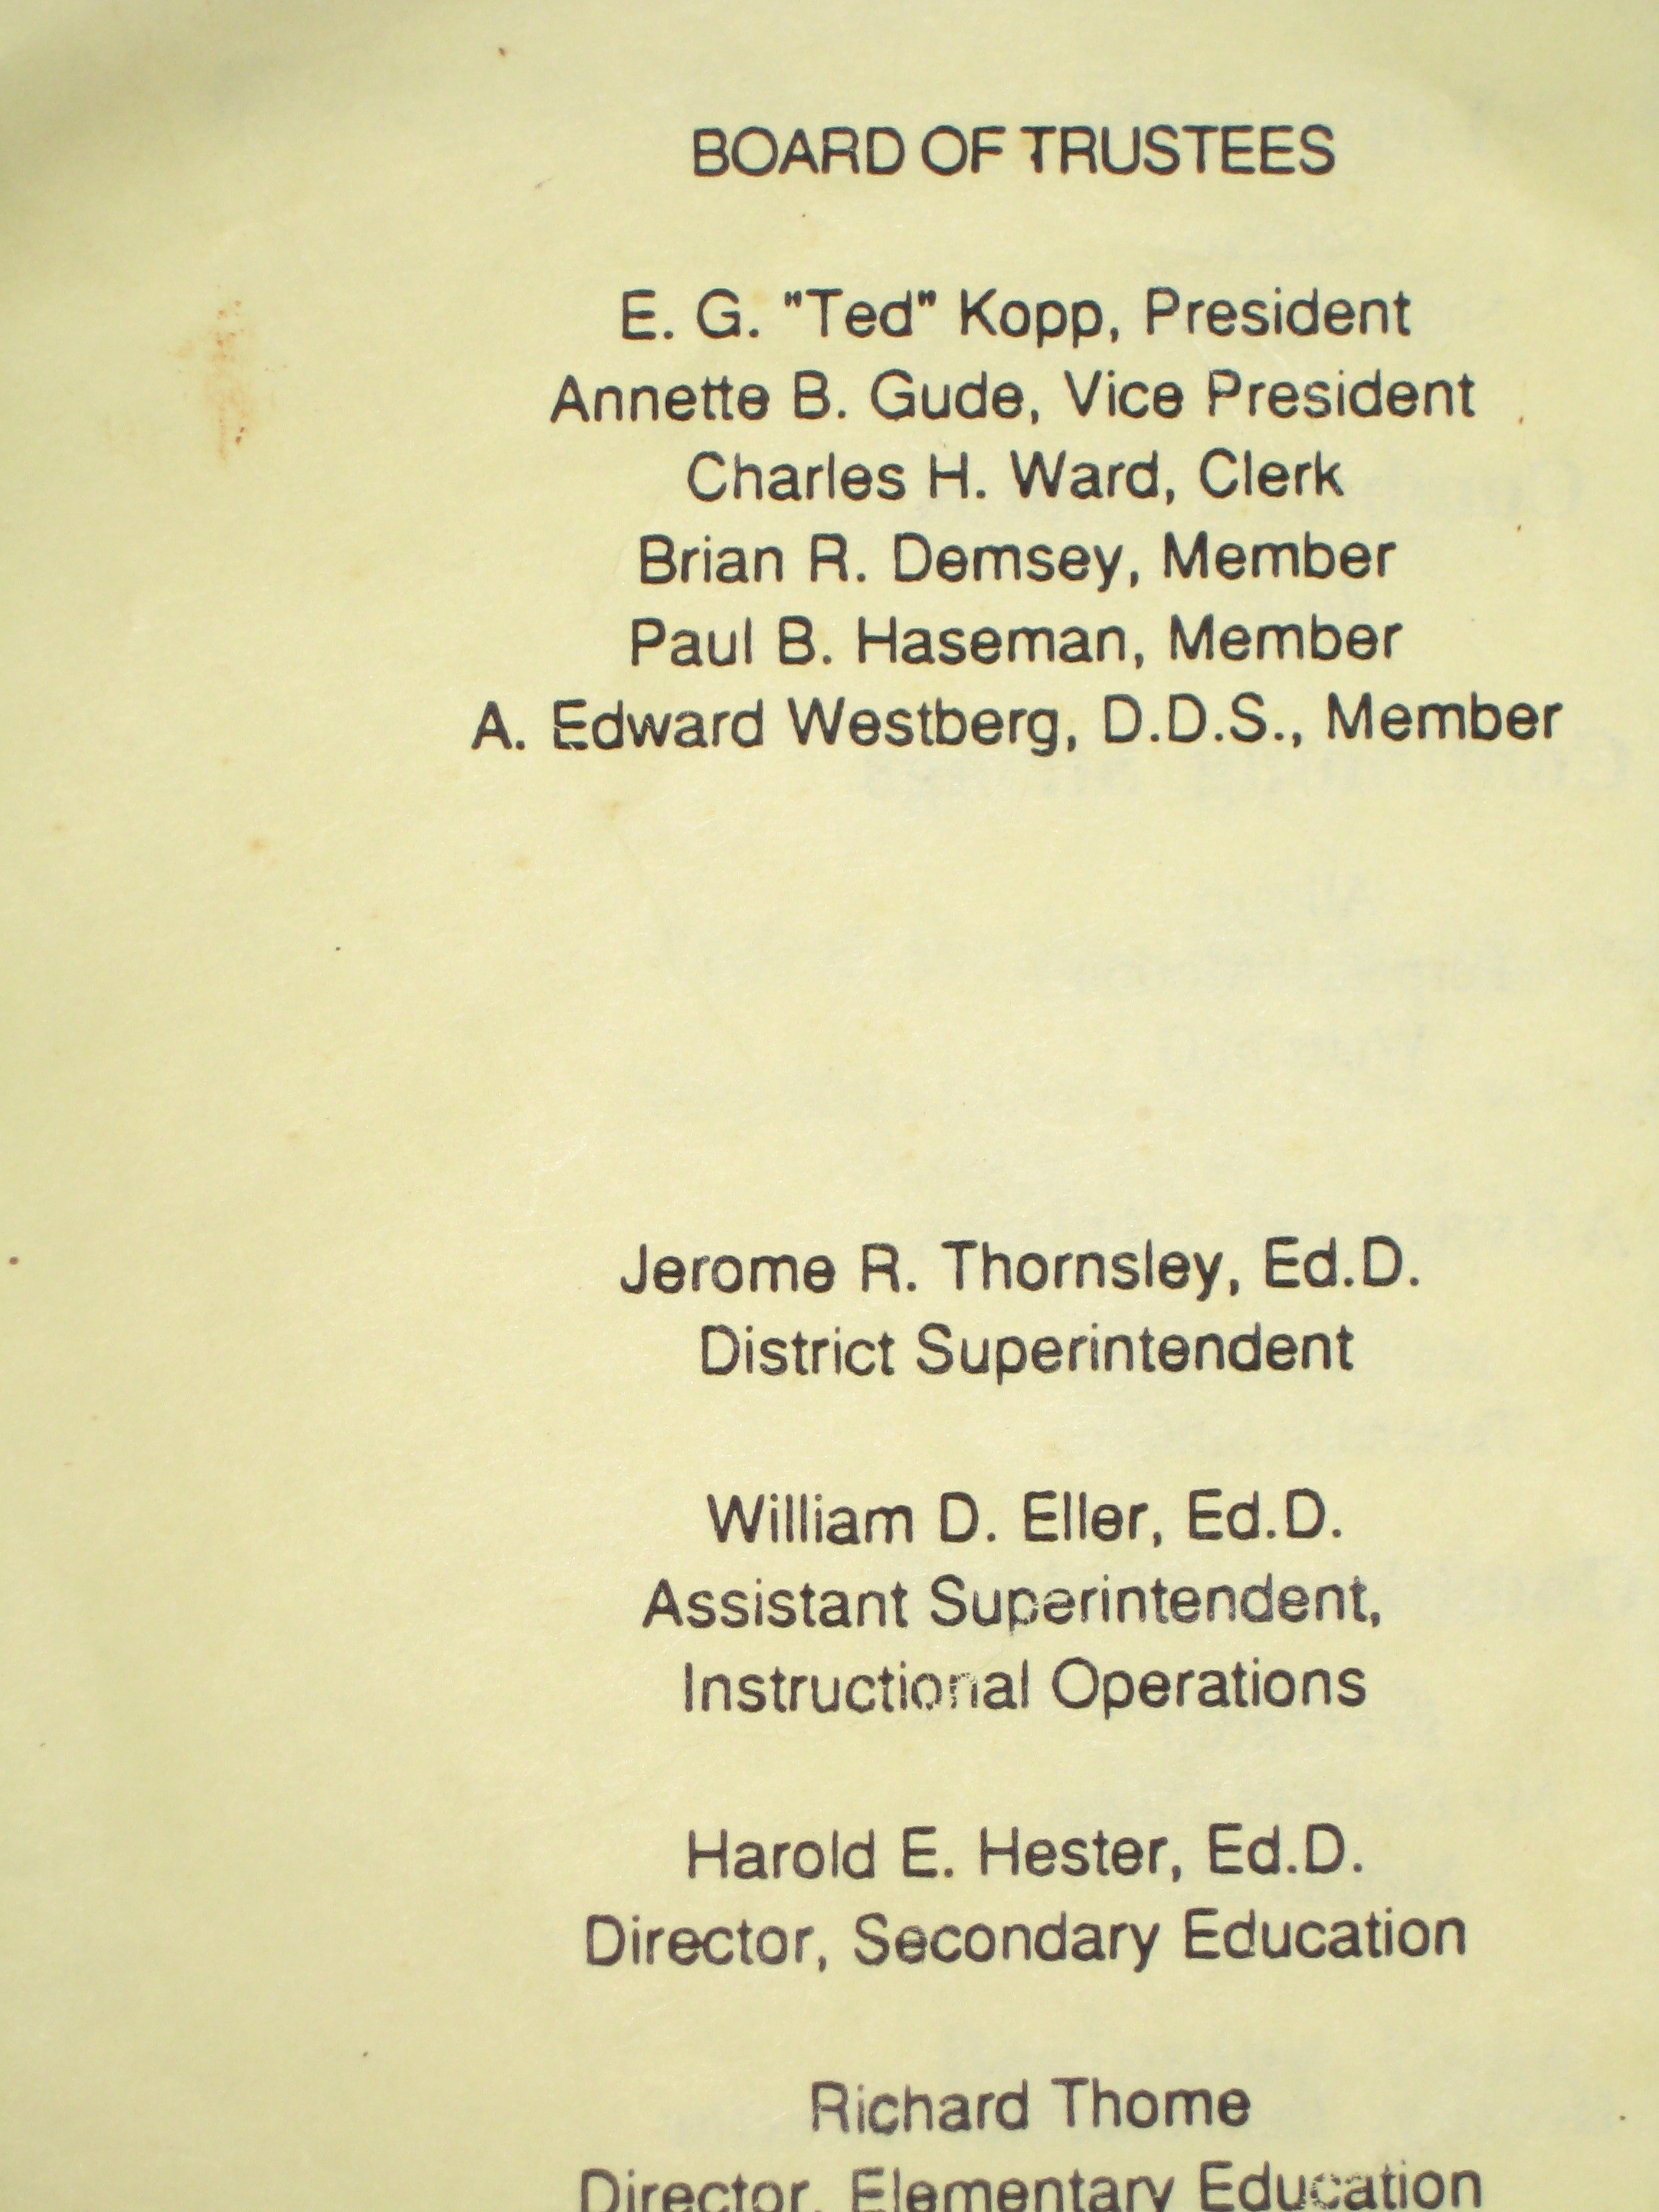 BOARD OF TRUSTEES
E. G. "Ted" Kopp, President
Annette B. Gude, Vice President
Charles H. Ward, Clerk
Brian R. Demsey, Member
Paul B. Haseman, Member
A. Edward Westberg, D.D.S., Member
Jerome R. Thornsley, Ed.D.
District Superintendent
William D. Eller, Ed.D.
Assistant Superintendent,
Instructional Operations
Harold E. Hester, Ed.D.
Director, Secondary Education
Richard Thome
Director, Elementary Education